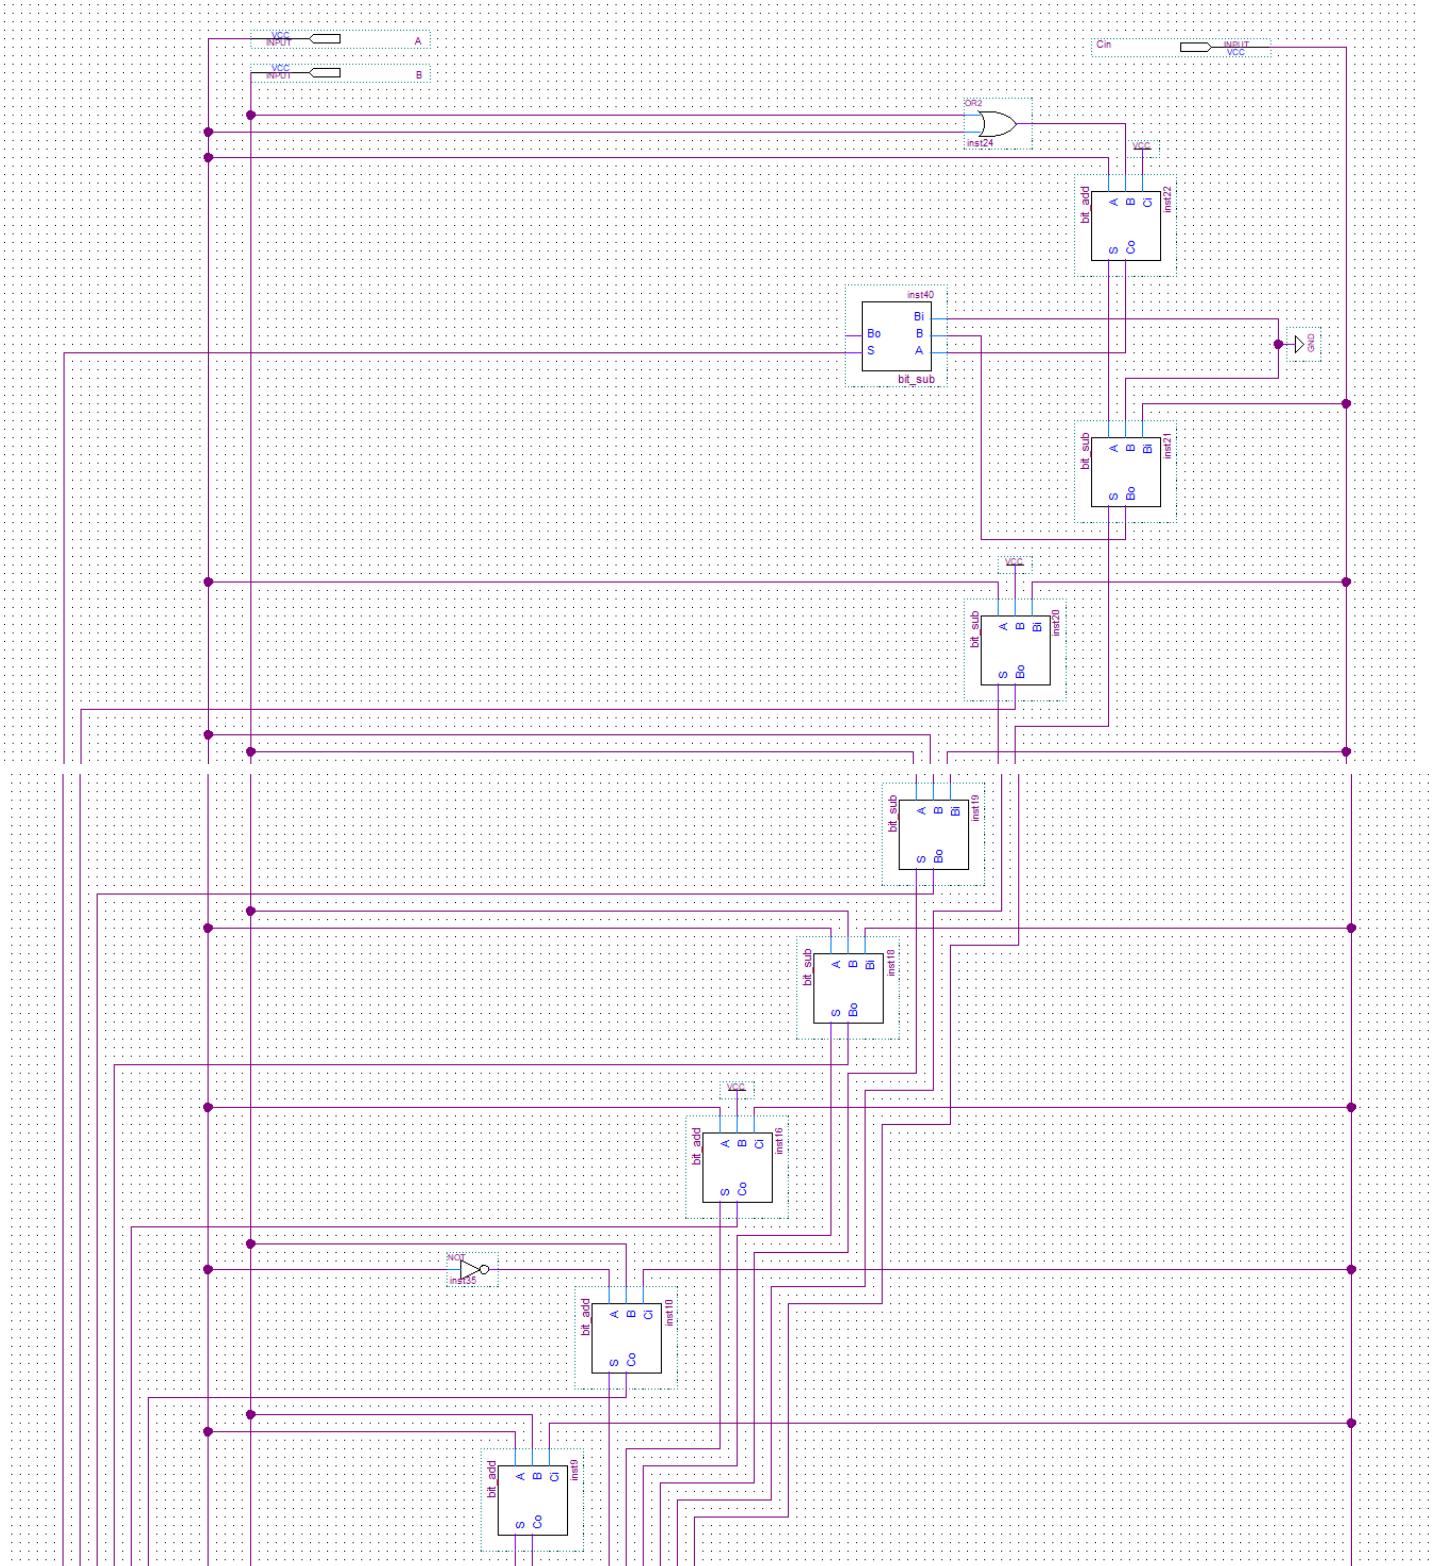 VCC
INPUT
A
Cin
INPUT
VCC
VCC
INPUT
B
OR2
inst24
VCC
bit_add
A
B
Ci
S
Co
inst22
inst40
Bi
Bo
B
S
A
bit_sub
GND
bit_sub
A
B
Bi
S
Bo
inst21
VCC
bit_sub
A
B
Bi
S
Bo
inst20
bit_sub
A
B
Bi
S
Bo
inst19
bit_sub
A
B
Bi
S
Bo
inst18
VCC
bit_add
A
B
Ci
S
Co
inst16
NOT
inst35
bit_add
A
B
Ci
S
Co
inst10
bit_add
A
B
Ci
S
Co
inst9